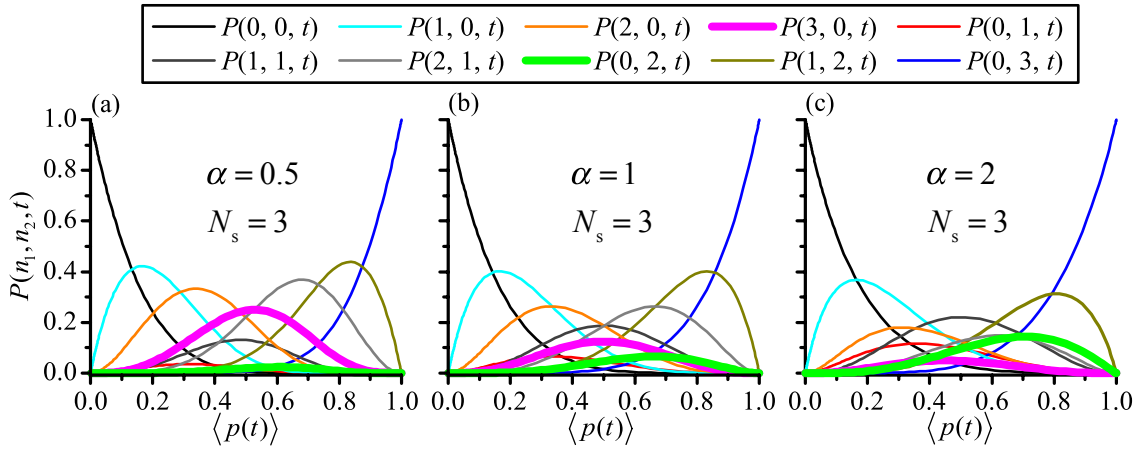 P(0, 0, t) P(1, 0, t) P(2, 0, t) P(3, 0, t) P(0, 1, t)
P(1, 1, t) P(2, 1, t) P(0, 2, t) P(1, 2, t) P(0, 3, t)
(a) (b) (c)
P(n₁, n₂, t)
1.0
0.8
0.6
0.4
0.2
0.0
α = 0.5 α = 1 α = 2
Nₛ = 3 Nₛ = 3 Nₛ = 3
0.0 0.2 0.4 0.6 0.8 1.0 0.0 0.2 0.4 0.6 0.8 1.0 0.0 0.2 0.4 0.6 0.8 1.0
⟨p(t)⟩ ⟨p(t)⟩ ⟨p(t)⟩